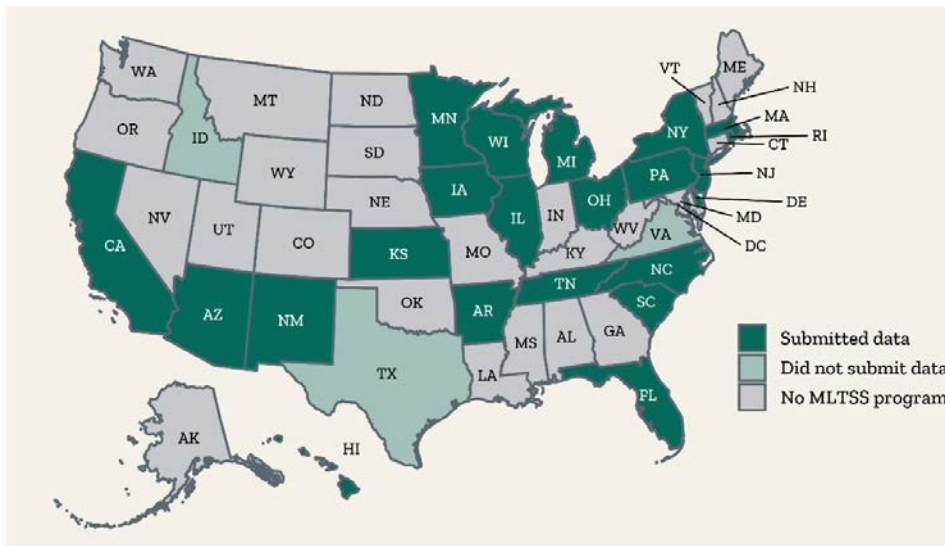 WA
MT
ND
MN
VT
ME
NH
MA
RI
CT
NY
OR
ID
SD
WI
MI
WY
IA
PA
NJ
NE
OH
DE
MD
DC
NV
UT
CO
IL
IN
WV
VA
CA
KS
MO
KY
NC
TN
AZ
NM
OK
AR
SC
MS
AL
GA
TX
LA
FL
AK
HI
Submitted data
Did not submit data
No MLTSS program